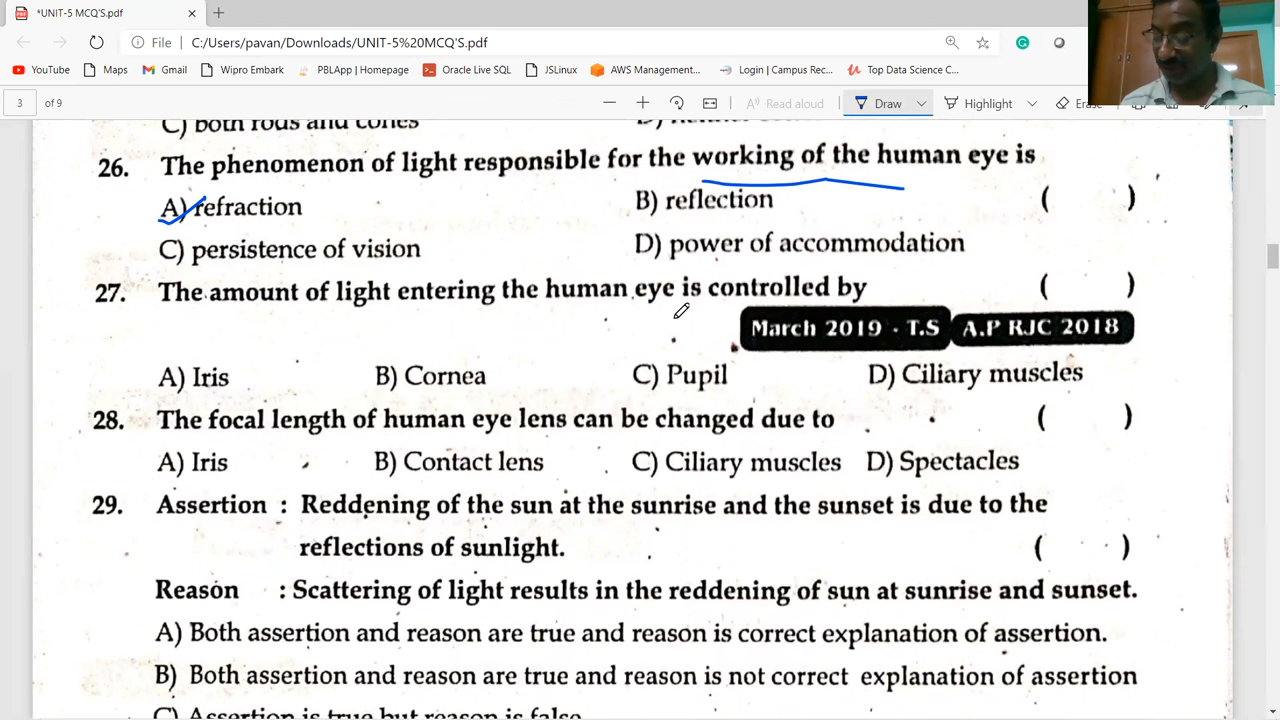 *UNIT-5 MCQ'S.pdf
File C:/Users/pavan/Downloads/UNIT-5%20MCQ'S.pdf
YouTube Maps Gmail Wipro Embark PBLApp | Homepage Oracle Live SQL JSLinux AWS Management... Login | Campus Rec... Top Data Science C...
3 of 9 Read aloud Draw Highlight Erase
C) both rods and cones
26. The phenomenon of light responsible for the working of the human eye is
A) refraction B) reflection ( )
C) persistence of vision D) power of accommodation
27. The amount of light entering the human eye is controlled by ( )
March 2019 - T.S A.P RJC 2018
A) Iris B) Cornea C) Pupil D) Ciliary muscles
28. The focal length of human eye lens can be changed due to ( )
A) Iris B) Contact lens C) Ciliary muscles D) Spectacles
29. Assertion : Reddening of the sun at the sunrise and the sunset is due to the
reflections of sunlight. ( )
Reason : Scattering of light results in the reddening of sun at sunrise and sunset.
A) Both assertion and reason are true and reason is correct explanation of assertion.
B) Both assertion and reason are true and reason is not correct explanation of assertion
C) Assertion is true but reason is false